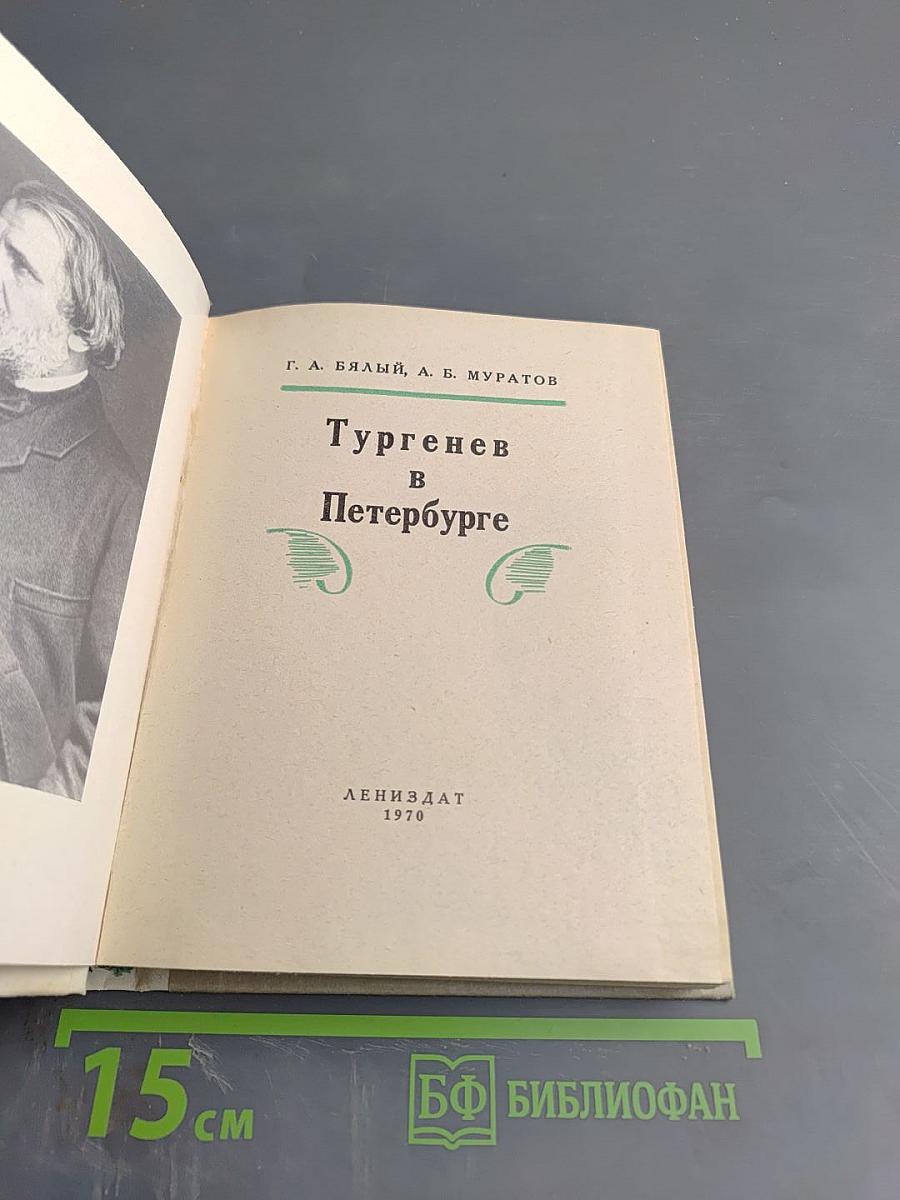 Г. А. БЯЛЫЙ, А. Б. МУРАТОВ
Тургенев
в
Петербурге
ЛЕНИЗДАТ
1970
15 см
БФ БИБЛИОФАН